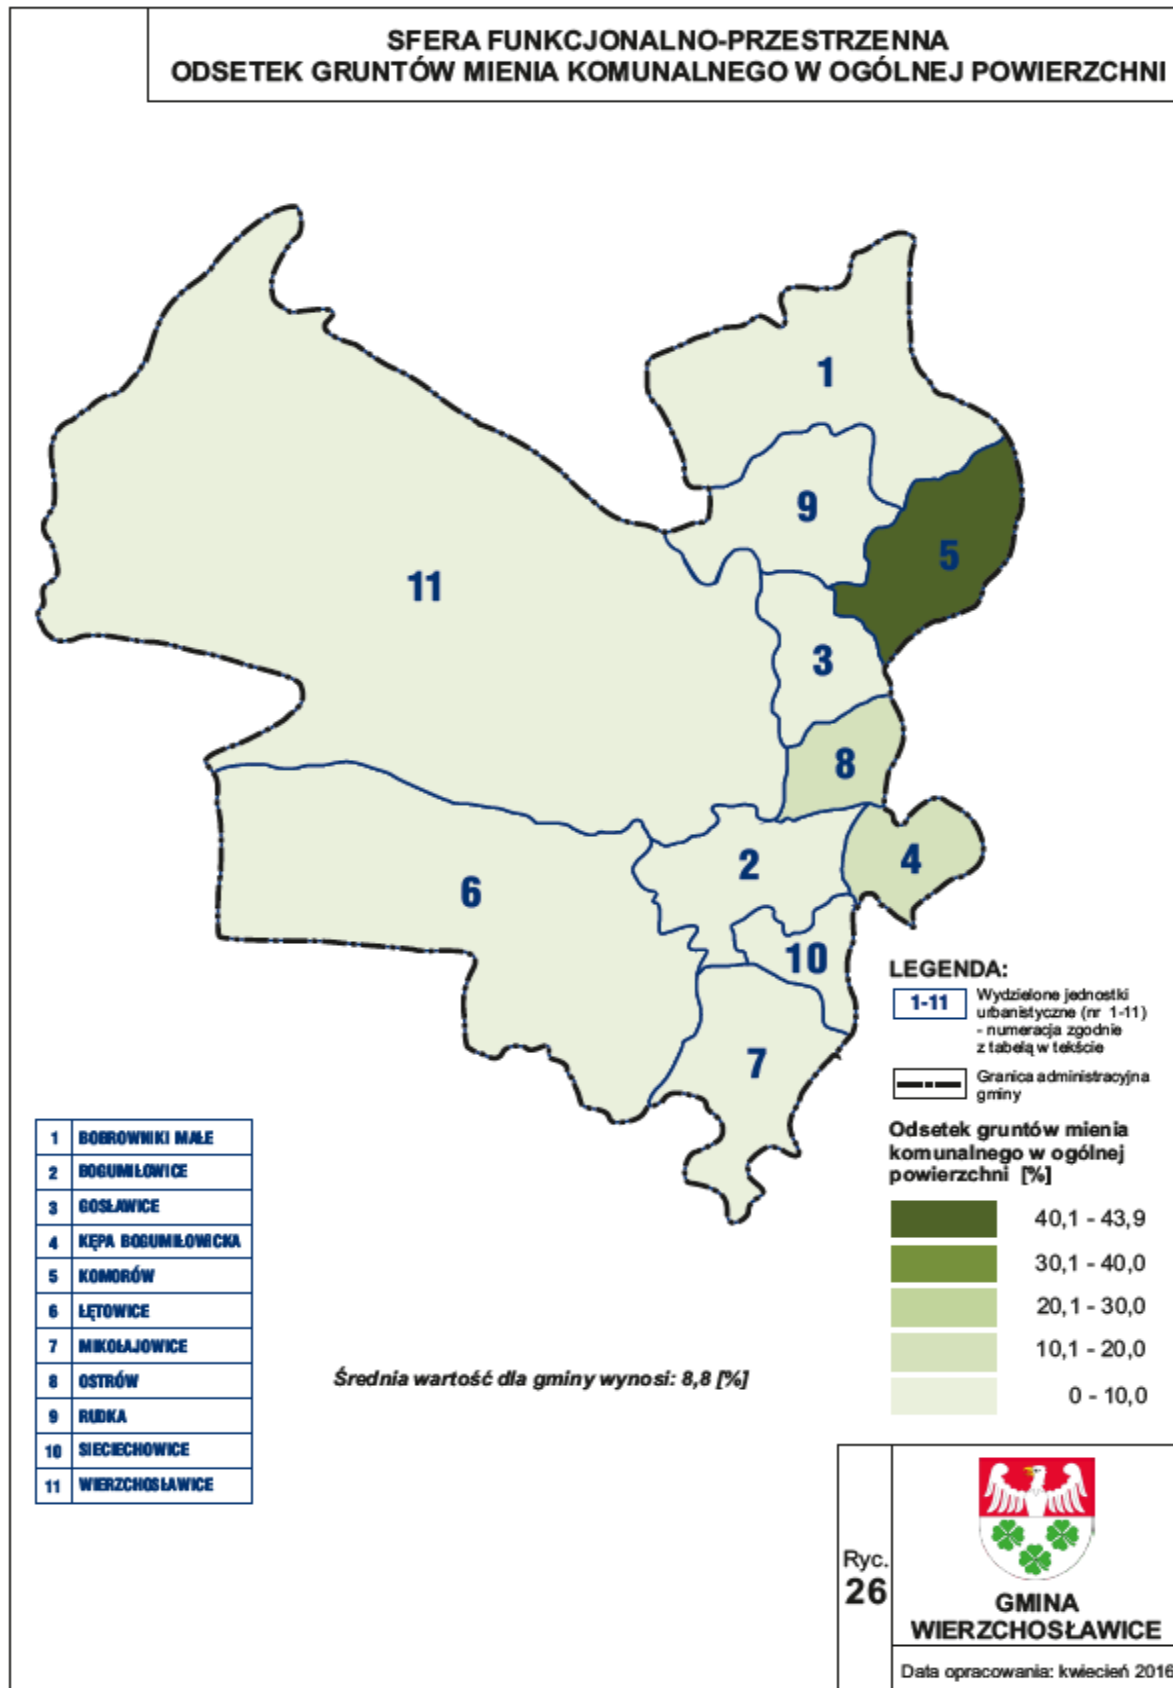 SFERA FUNKCJONALNO-PRZESTRZENNA
ODSETEK GRUNTÓW MIENIA KOMUNALNEGO W OGÓLNEJ POWIERZCHNI
1
9
5
11
3
8
2
4
6
10
7
LEGENDA:
1-11 Wydzielone jednostki
urbanistyczne (nr 1-11)
- numeracja zgodnie
z tabelą w tekście
Granica administracyjna
gminy
Odsetek gruntów mienia
komunalnego w ogólnej
powierzchni [%]
40,1 - 43,9
30,1 - 40,0
20,1 - 30,0
10,1 - 20,0
0 - 10,0
1 BOBROWNIKI MAŁE
2 BOGUMIŁOWICE
3 GOSŁAWICE
4 KĘPA BOGUMIŁOWICKA
5 KOMORÓW
6 ŁĘTOWICE
7 MIKOŁAJOWICE
8 OSTRÓW
9 RUDKA
10 SIECIECHOWICE
11 WIERZCHOSŁAWICE
Średnia wartość dla gminy wynosi: 8,8 [%]
Ryc.
26
GMINA
WIERZCHOSŁAWICE
Data opracowania: kwiecień 2016